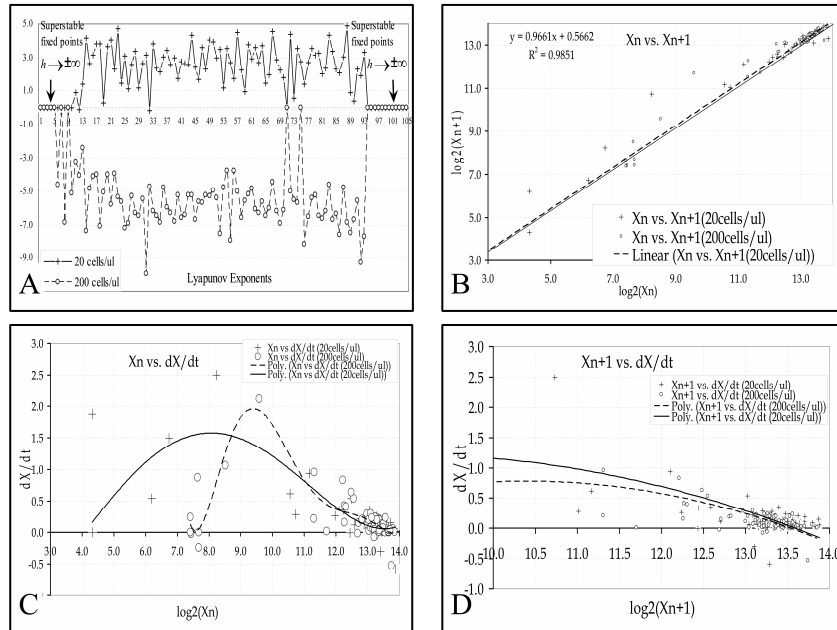 5.0
Superstable
fixed points
h → ±∞
Superstable
fixed points
h → ±∞
3.0
1.0
1 5 13 21 29 37 45 53 61 69 77 85 89 97 101 105
-1.0
-3.0
-5.0
-7.0
-9.0
20 cells/ul
200 cells/ul
Lyapunov Exponents
A
y = 0.9661x + 0.5662
R² = 0.9851
Xn vs. Xn+1
log2(Xn+1)
13.0
11.0
9.0
7.0
5.0
3.0
Xn vs. Xn+1(20cells/ul)
Xn vs. Xn+1(200cells/ul)
Linear (Xn vs. Xn+1(20cells/ul))
3.0 5.0 7.0 9.0 11.0 13.0
log2(Xn)
B
Xn vs. dX/dt
Xn vs dX/dt (20cells/ul)
Xn vs dX/dt (200cells/ul)
Poly. (Xn vs dX/dt (200cells/ul))
Poly. (Xn vs dX/dt (20cells/ul))
dX/dt
3.0
2.5
2.0
1.5
1.0
0.5
0.0
-0.5
-1.0
3.0 4.0 5.0 6.0 7.0 8.0 9.0 10.0 11.0 12.0 13.0 14.0
log2(Xn)
C
Xn+1 vs. dX/dt
Xn+1 vs. dX/dt (20cells/ul)
Xn+1 vs. dX/dt (200cells/ul)
Poly. (Xn+1 vs. dX/dt (200cells/ul))
Poly. (Xn+1 vs. dX/dt (20cells/ul))
dX/dt
3.0
2.5
2.0
1.5
1.0
0.5
0.0
-0.5
-1.0
10.0 10.5 11.0 11.5 12.0 12.5 13.0 13.5 14.0
log2(Xn+1)
D